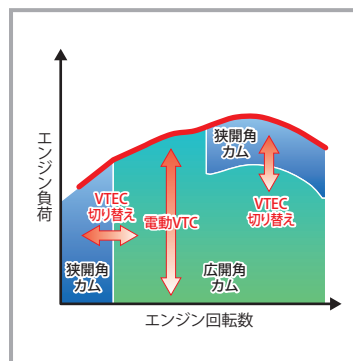 エンジン負荷
狭開角
カム
VTEC
切り替え
電動VTC
VTEC
切り替え
狭開角
カム
広開角
カム
エンジン回転数